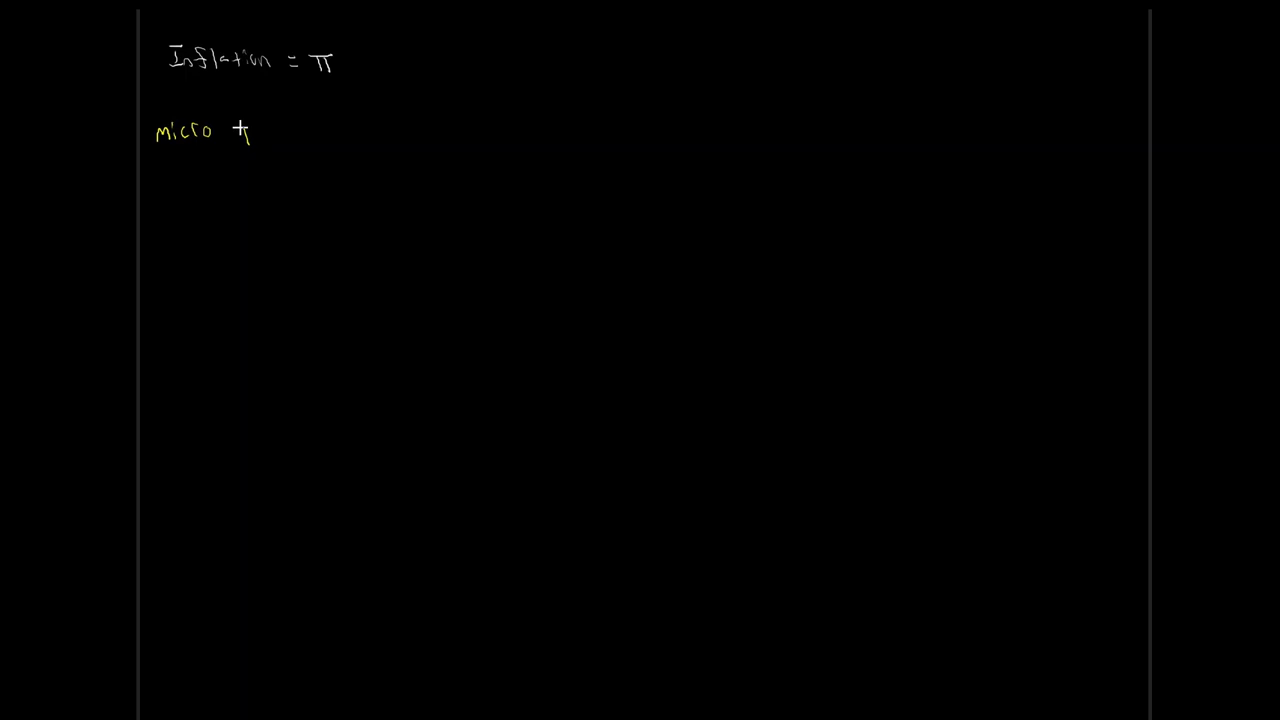 Inflation = π
micro